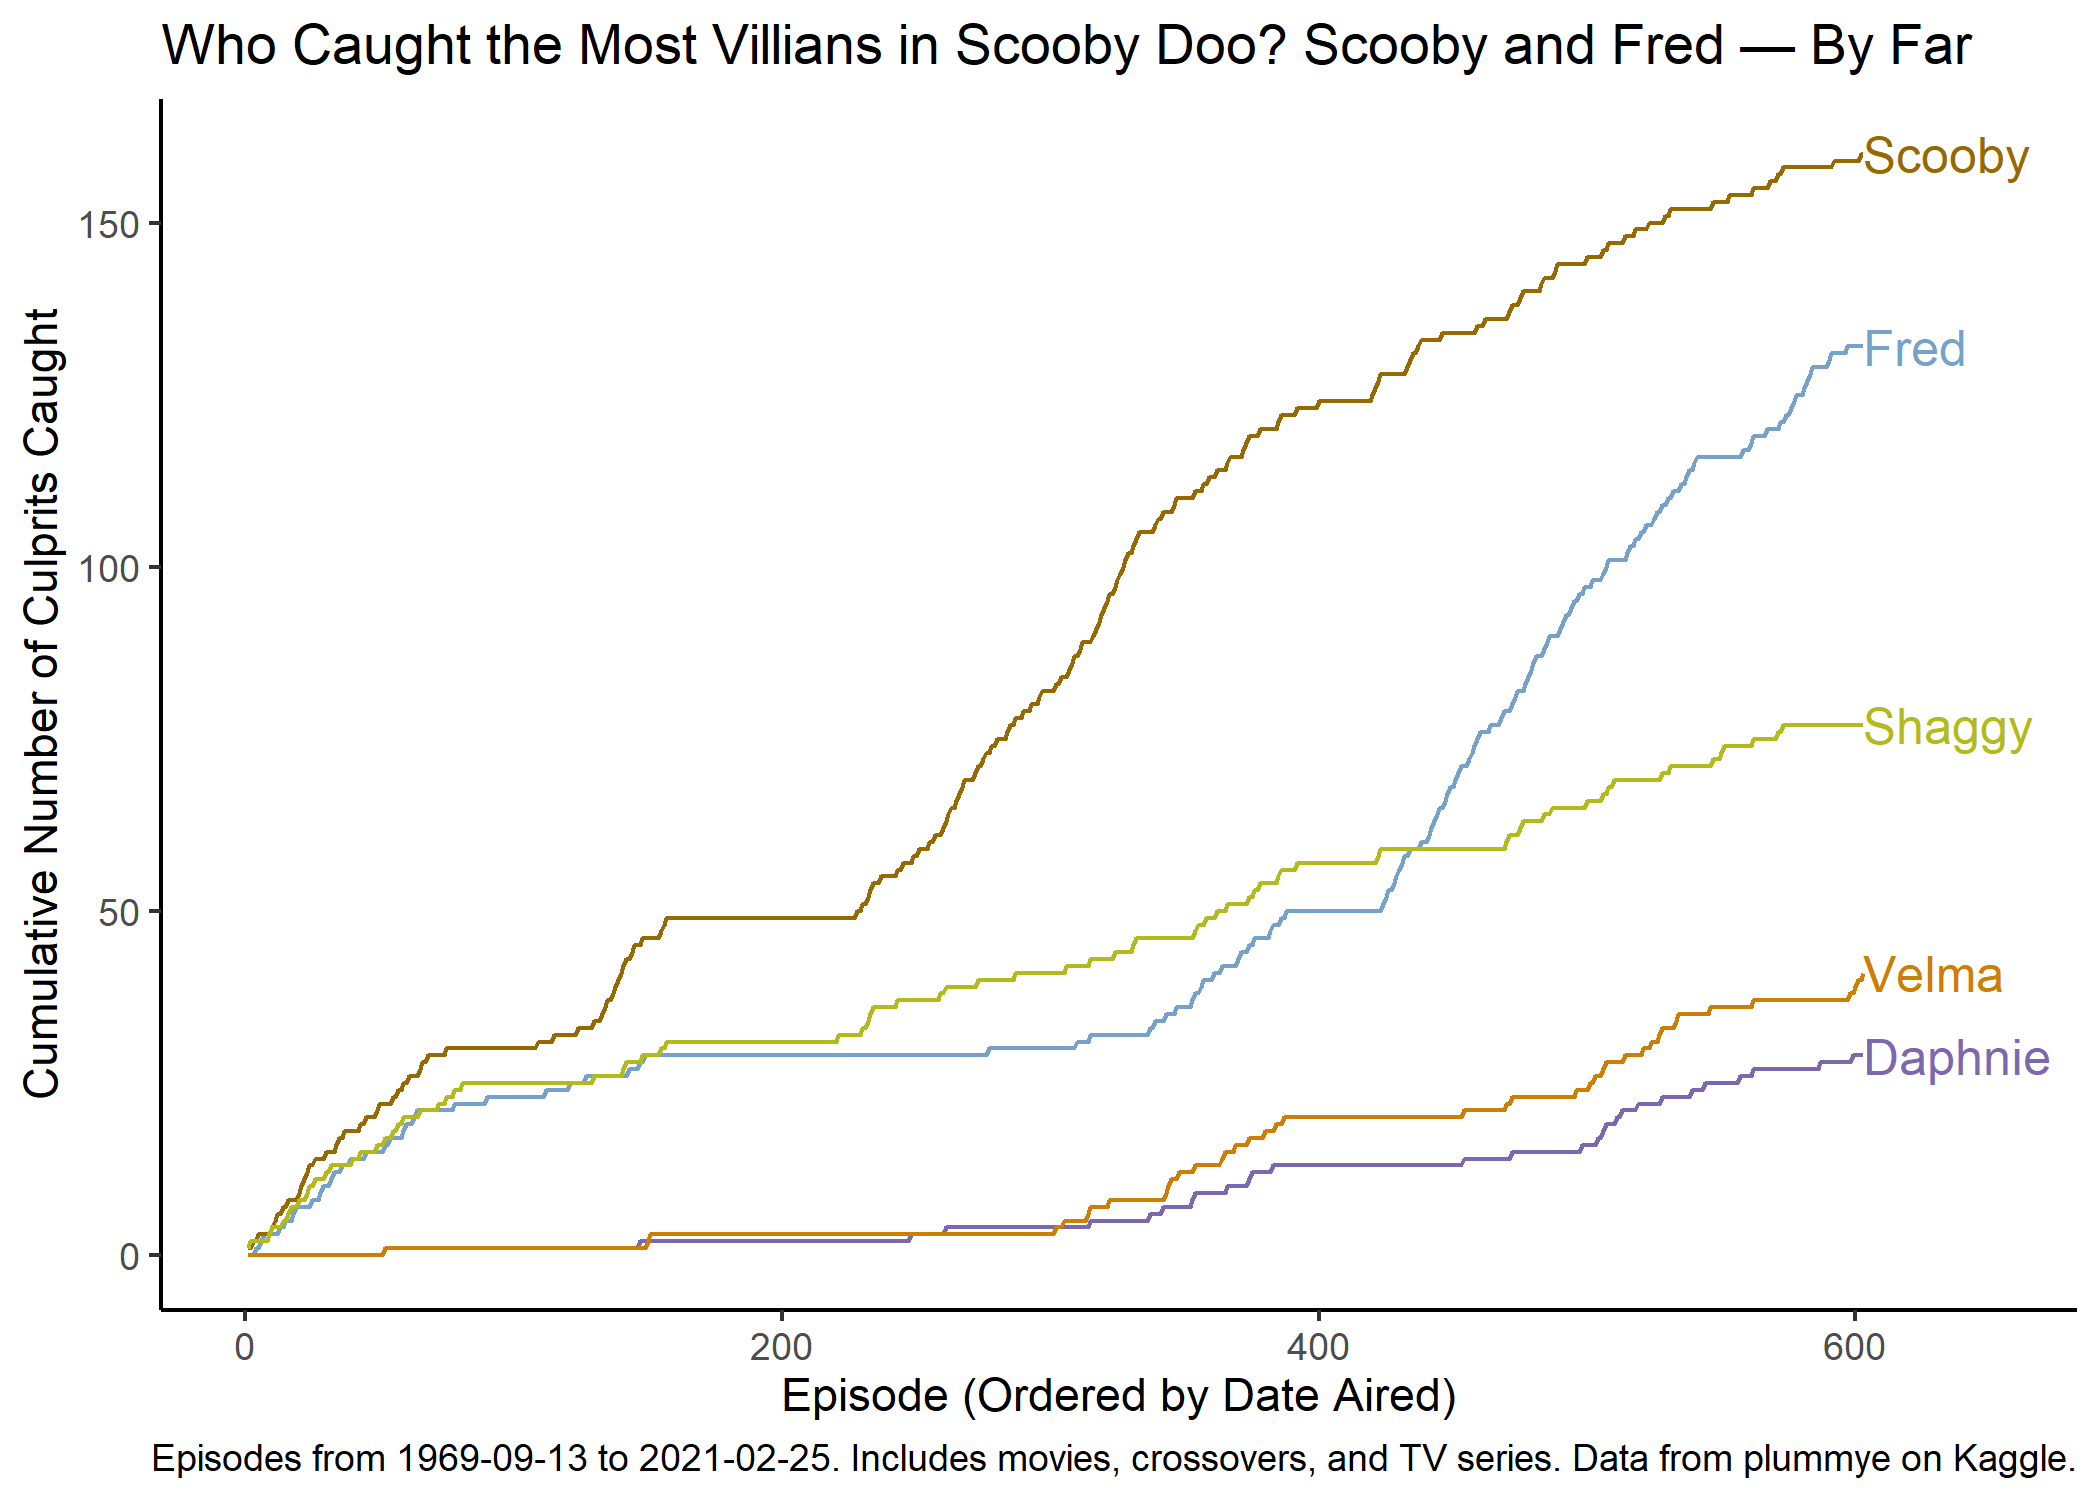 Who Caught the Most Villians in Scooby Doo? Scooby and Fred — By Far
Cumulative Number of Culprits Caught
150
100
50
0
Scooby
Fred
Shaggy
Velma
Daphnie
0 200 400 600
Episode (Ordered by Date Aired)
Episodes from 1969-09-13 to 2021-02-25. Includes movies, crossovers, and TV series. Data from plummye on Kaggle.